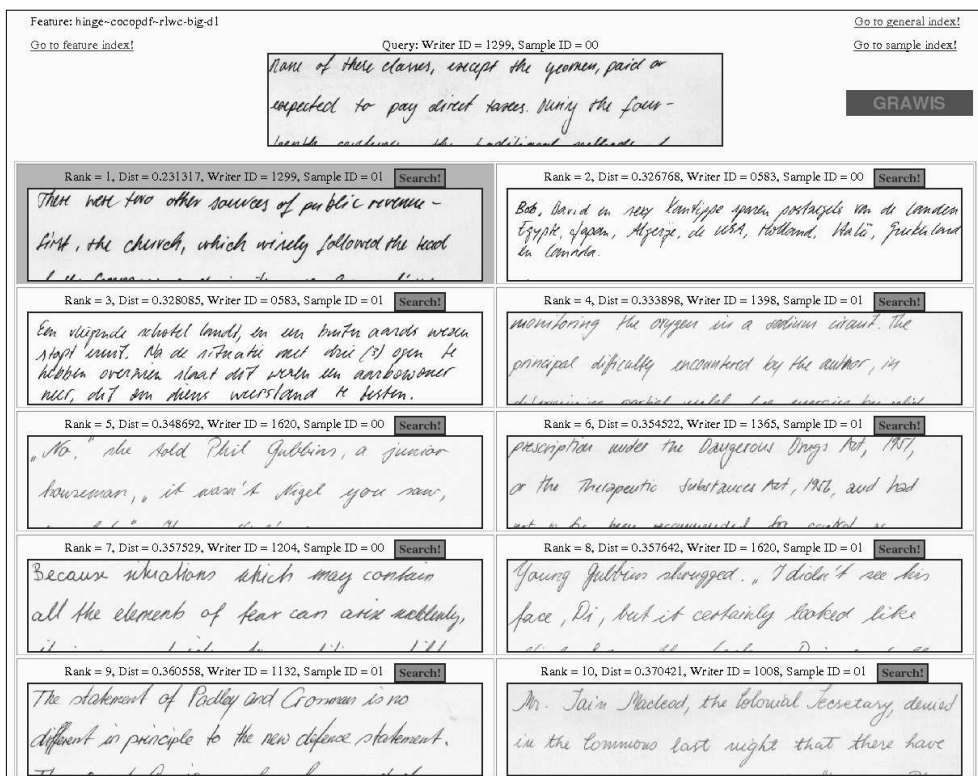 Feature: hinge~cocopdf~rlwc-big-d1
Go to general index!
Go to feature index!
Query: Writer ID = 1299, Sample ID = 00
Go to sample index!
None of these classes, except the yeomen, paid or
expected to pay direct taxes. During the four-
the traditional methods of
GRAWIS
Rank = 1, Dist = 0.231317, Writer ID = 1299, Sample ID = 01 Search!
There were two other sources of public revenue -
first, the church, which wisely followed the lead
Rank = 2, Dist = 0.326768, Writer ID = 0583, Sample ID = 00 Search!
Bob, David en sexy Xantippe sparen postzegels van de landen
Egypte, Japan, Algerije, de USA, Holland, Italië, Griekenland
en Canada.
Rank = 3, Dist = 0.328085, Writer ID = 0583, Sample ID = 01 Search!
Een vliegende schotel landt, en een buiten aards wezen
stapt eruit. Na de situatie met drie (3) ogen te
hebben overzien slaat dit wezen een aardbewoner
neer, dit om diens weerstand te testen.
Rank = 4, Dist = 0.333898, Writer ID = 1398, Sample ID = 01 Search!
monitoring the oxygen in a sodium circuit. The
principal difficulty encountered by the author, in
Rank = 5, Dist = 0.348692, Writer ID = 1620, Sample ID = 00 Search!
„No," she told Phil Gubbins, a junior
houseman, „it wasn't Nigel you saw,
Rank = 6, Dist = 0.354522, Writer ID = 1365, Sample ID = 01 Search!
prescription under the Dangerous Drugs Act, 1951,
or the Therapeutic Substances Act, 1956, and had
Rank = 7, Dist = 0.357529, Writer ID = 1204, Sample ID = 00 Search!
Because situations which may contain
all the elements of fear can arise suddenly,
Rank = 8, Dist = 0.357642, Writer ID = 1620, Sample ID = 01 Search!
Young Gubbins shrugged. „I didn't see his
face, Di, but it certainly looked like
Rank = 9, Dist = 0.360558, Writer ID = 1132, Sample ID = 01 Search!
The statement of Padley and Crosman is no
different in principle to the new defence statement.
Rank = 10, Dist = 0.370421, Writer ID = 1008, Sample ID = 01 Search!
Mr. Iain Macleod, the Colonial Secretary, denied
in the Commons last night that there have